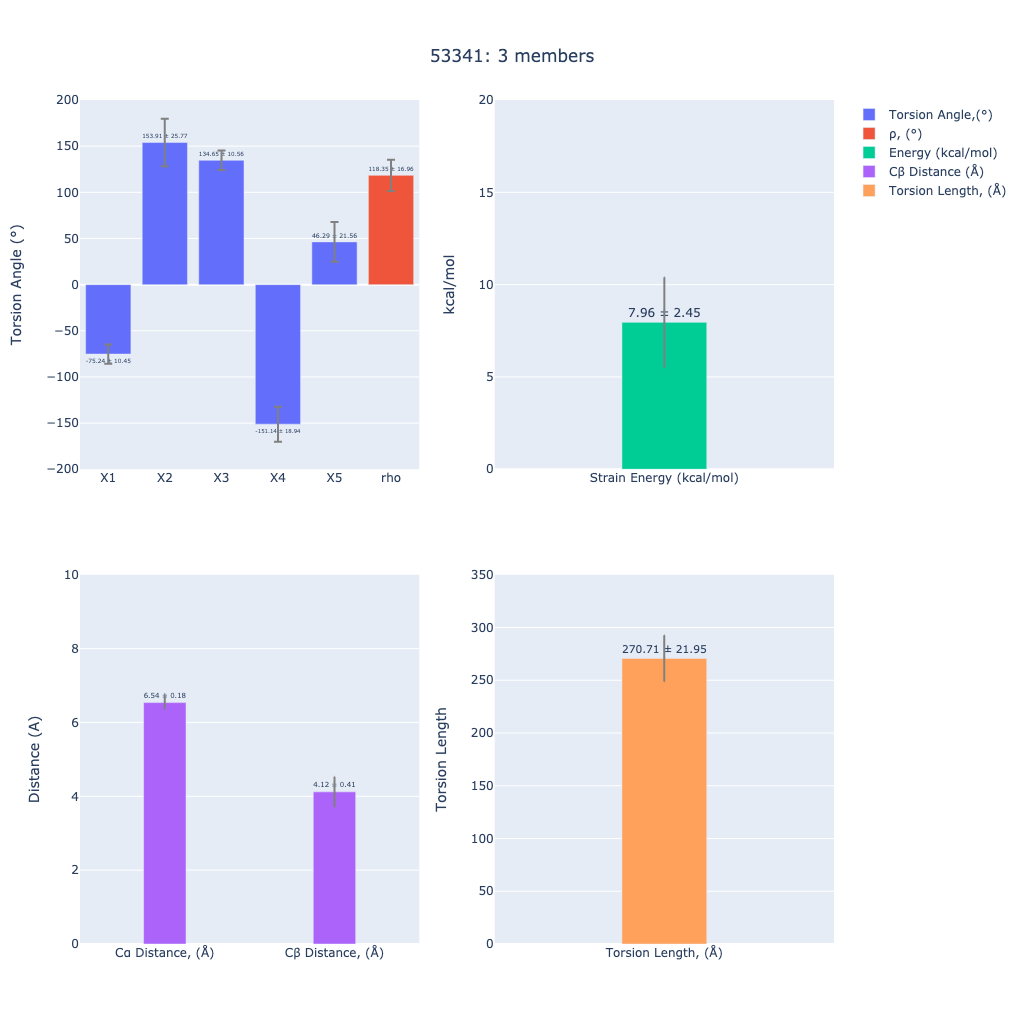 53341: 3 members
Torsion Angle (°)
200
150
100
50
0
−50
−100
−150
−200
-75.24 ± 10.45
153.91 ± 25.77
134.65 ± 10.56
-151.14 ± 18.94
46.29 ± 21.56
118.35 ± 16.96
X1 X2 X3 X4 X5 rho
kcal/mol
20
15
10
5
0
7.96 ± 2.45
Strain Energy (kcal/mol)
Torsion Angle,(°)
ρ, (°)
Energy (kcal/mol)
Cβ Distance (Å)
Torsion Length, (Å)
Distance (A)
10
8
6
4
2
0
6.54 ± 0.18
4.12 ± 0.41
Cα Distance, (Å) Cβ Distance, (Å)
Torsion Length
350
300
250
200
150
100
50
0
270.71 ± 21.95
Torsion Length, (Å)